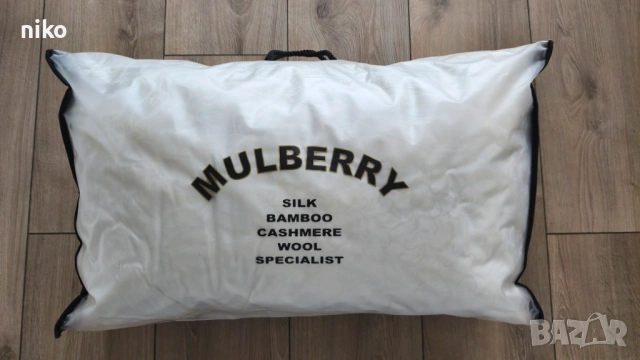 niko
MULBERRY
SILK
BAMBOO
CASHMERE
WOOL
SPECIALIST
BAZAR